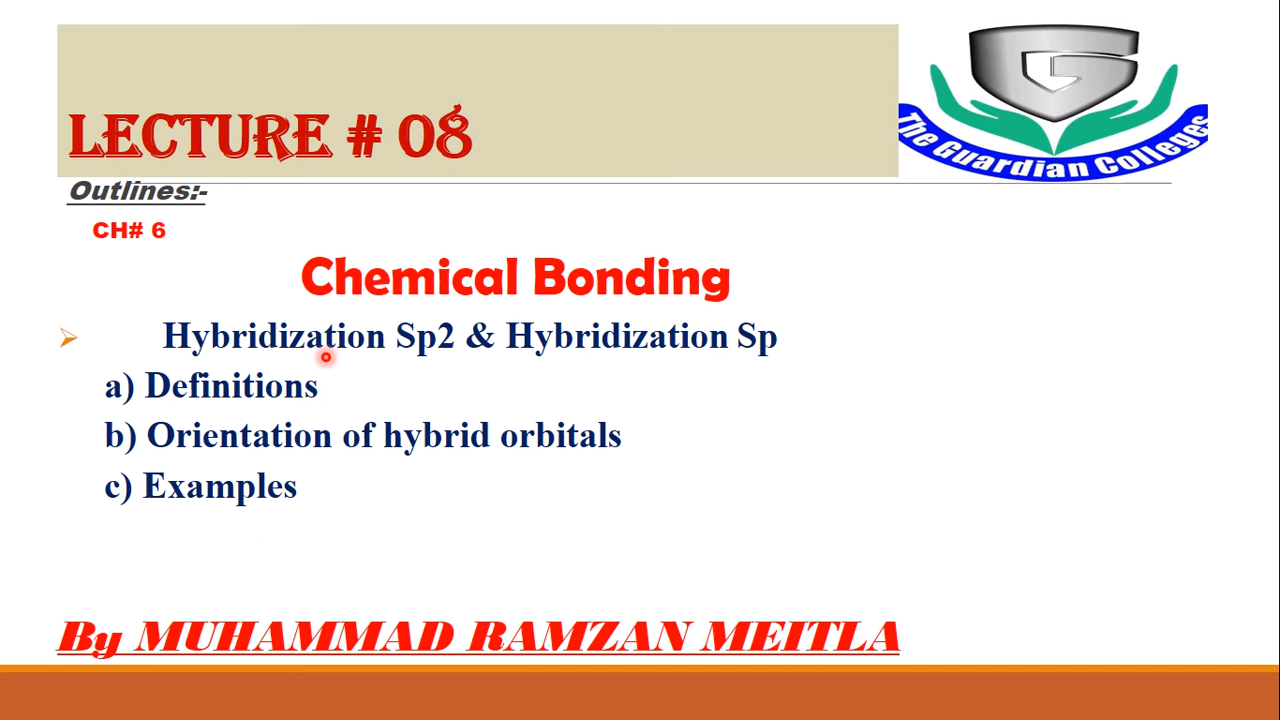 LECTURE # 08
The Guardian Colleges
Outlines:-
CH# 6
Chemical Bonding
Hybridization Sp2 & Hybridization Sp
a) Definitions
b) Orientation of hybrid orbitals
c) Examples
By MUHAMMAD RAMZAN MEITLA